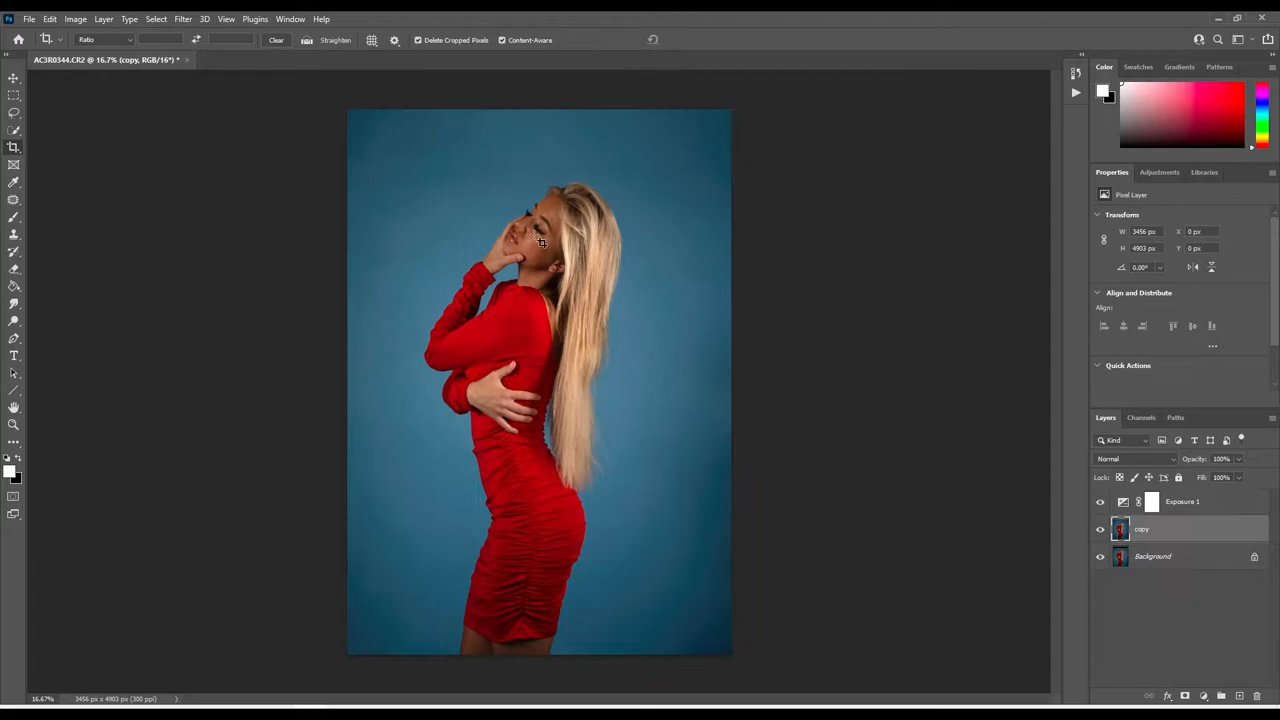 Ps File Edit Image Layer Type Select Filter 3D View Plugins Window Help
Ratio Clear Straighten Delete Cropped Pixels Content-Aware
AC3R0344.CR2 @ 16.7% (copy, RGB/16*) *
Color Swatches Gradients Patterns
Properties Adjustments Libraries
Pixel Layer
Transform
W 3456 px X 0 px
H 4903 px Y 0 px
0.00°
Align and Distribute
Align:
Quick Actions
Layers Channels Paths
Kind
Normal Opacity: 100%
Lock: Fill: 100%
Exposure 1
copy
Background
16.67% 3456 px x 4903 px (300 ppi)